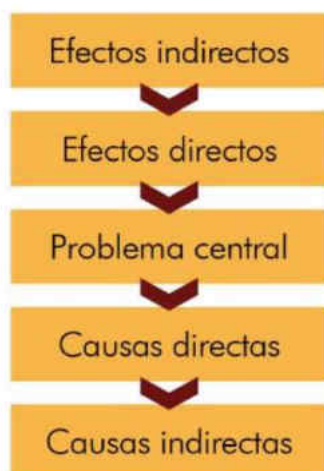 Efectos indirectos
Efectos directos
Problema central
Causas directas
Causas indirectas